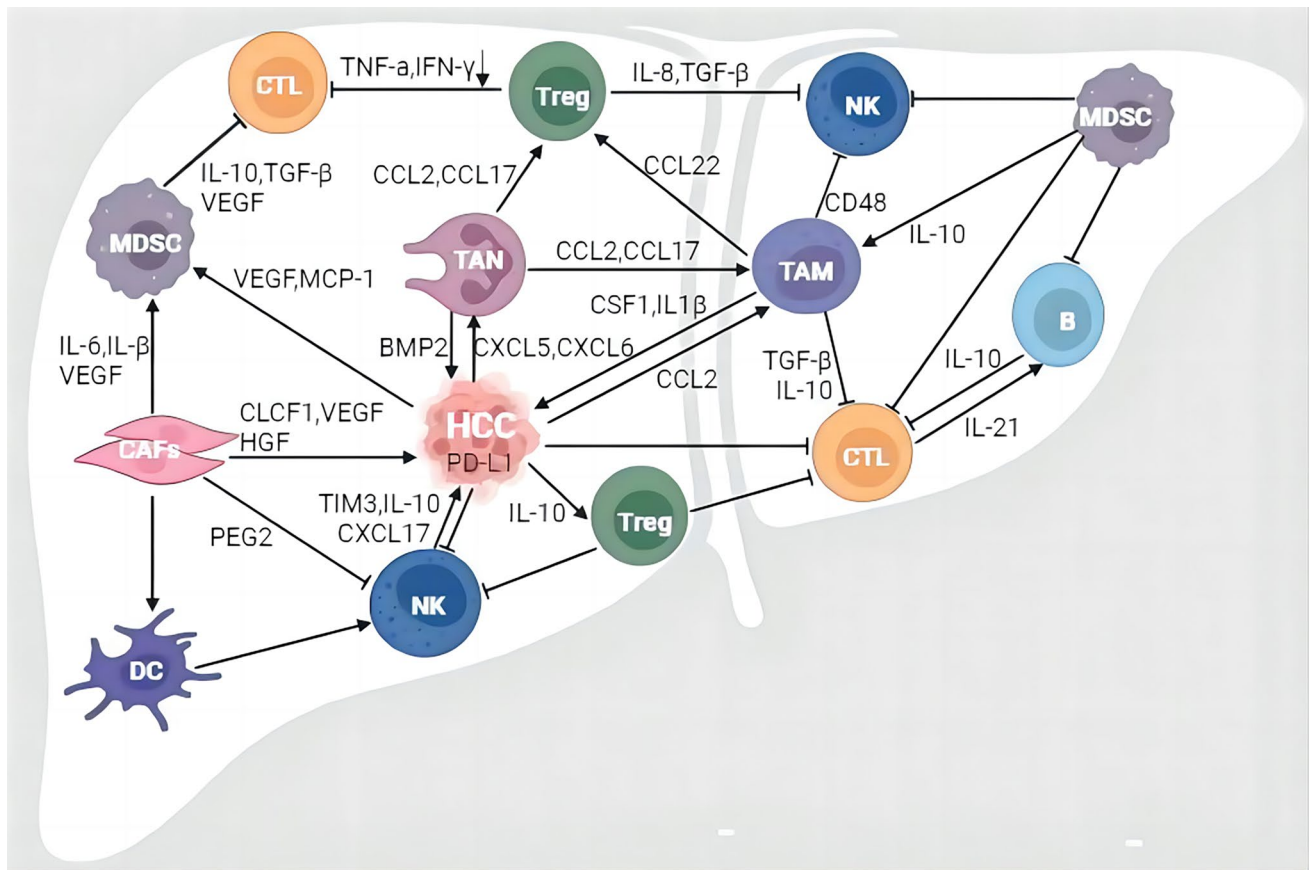 CTL
TNF-a,IFN-γ
Treg
IL-8,TGF-β
NK
MDSC
IL-10,TGF-β
VEGF
CCL2,CCL17
CCL22
CD48
IL-10
MDSC
TAN
CCL2,CCL17
TAM
VEGF,MCP-1
CSF1,IL1β
B
IL-6,IL-β
VEGF
BMP2
CXCL5,CXCL6
CCL2
TGF-β
IL-10
IL-10
IL-21
CAFs
CLCF1,VEGF
HGF
HCC
PD-L1
CTL
TIM3,IL-10
CXCL17
IL-10
Treg
PEG2
NK
DC